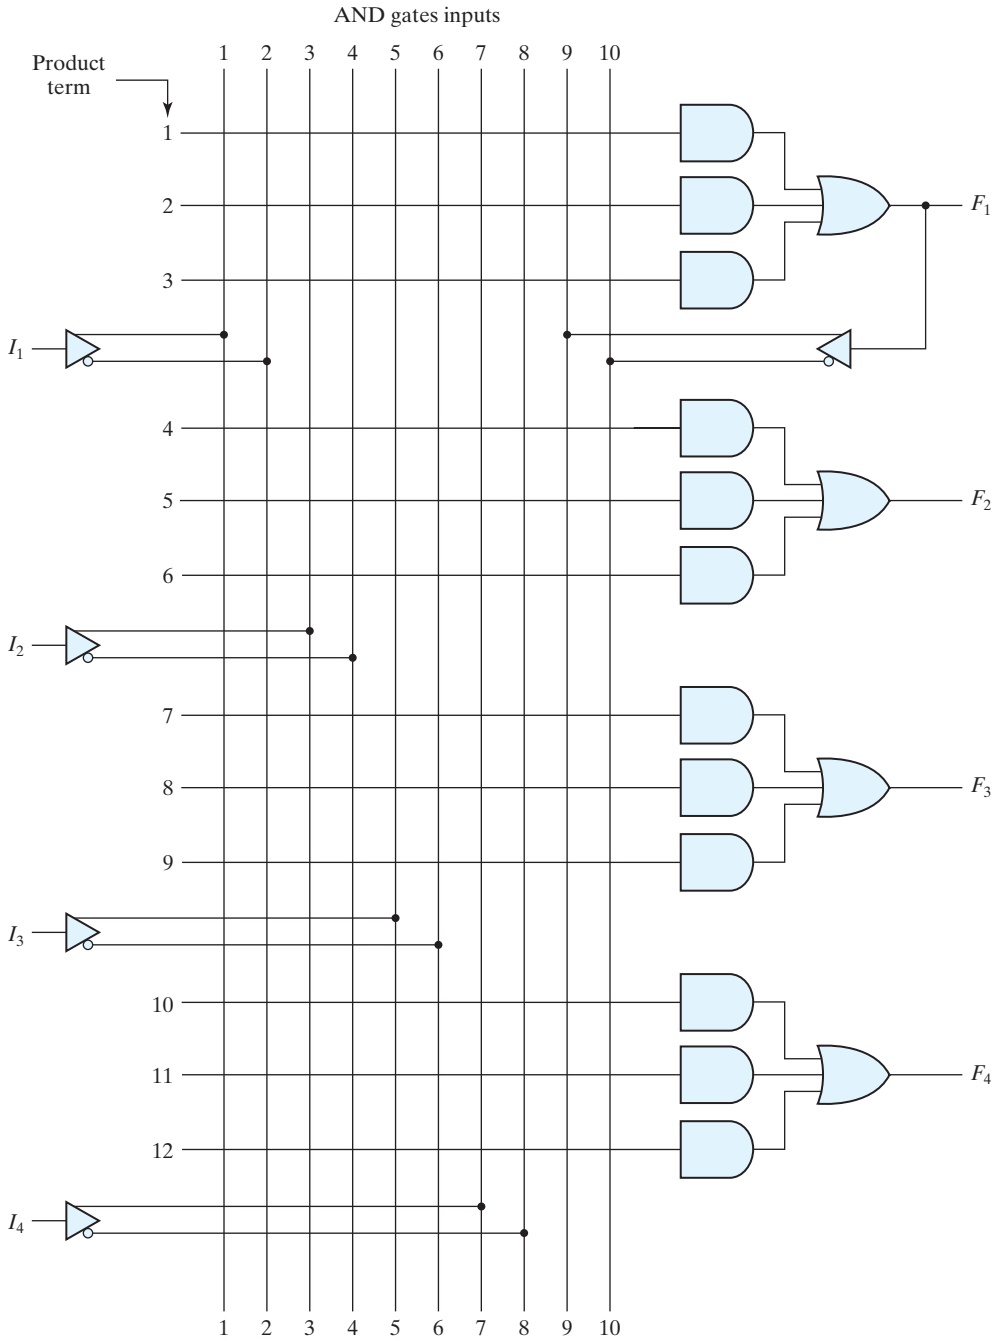 AND gates inputs
1 2 3 4 5 6 7 8 9 10
Product
term
1
2
F₁
3
I₁
4
5
F₂
6
I₂
7
8
F₃
9
I₃
10
11
F₄
12
I₄
1 2 3 4 5 6 7 8 9 10